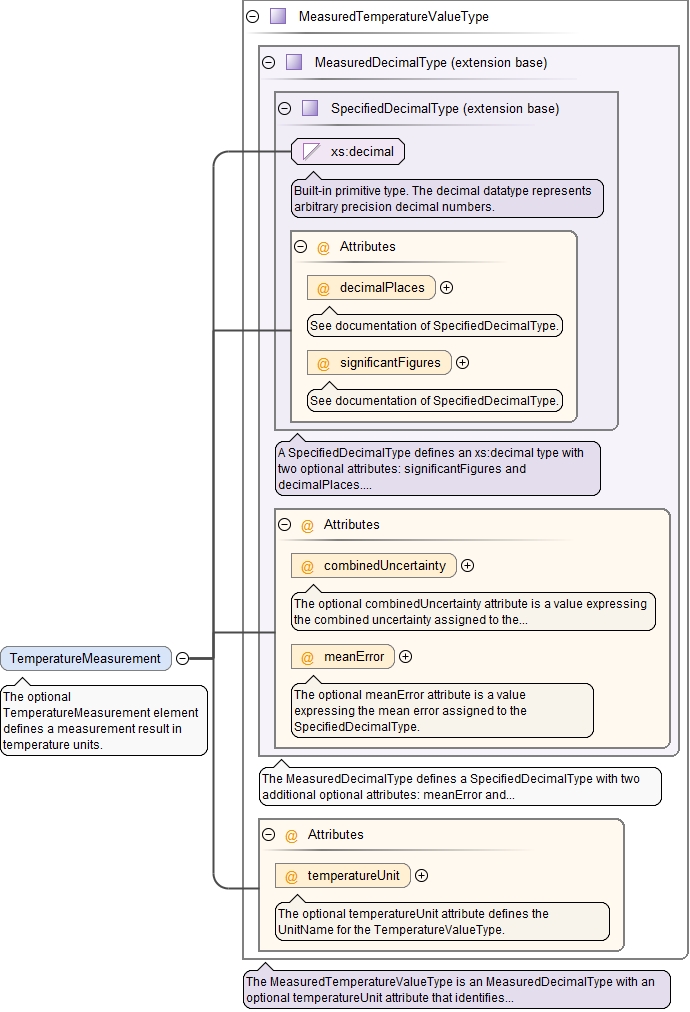 MeasuredTemperatureValueType
MeasuredDecimalType (extension base)
SpecifiedDecimalType (extension base)
xs:decimal
Built-in primitive type. The decimal datatype represents
arbitrary precision decimal numbers.
@ Attributes
@ decimalPlaces
See documentation of SpecifiedDecimalType.
@ significantFigures
See documentation of SpecifiedDecimalType.
A SpecifiedDecimalType defines an xs:decimal type with
two optional attributes: significantFigures and
decimalPlaces....
@ Attributes
@ combinedUncertainty
The optional combinedUncertainty attribute is a value expressing
the combined uncertainty assigned to the...
@ meanError
The optional meanError attribute is a value
expressing the mean error assigned to the
SpecifiedDecimalType.
TemperatureMeasurement
The optional
TemperatureMeasurement element
defines a measurement result in
temperature units.
The MeasuredDecimalType defines a SpecifiedDecimalType with two
additional optional attributes: meanError and...
@ Attributes
@ temperatureUnit
The optional temperatureUnit attribute defines the
UnitName for the TemperatureValueType.
The MeasuredTemperatureValueType is an MeasuredDecimalType with an
optional temperatureUnit attribute that identifies...